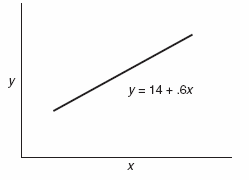 y
y = 14 + .6x
x